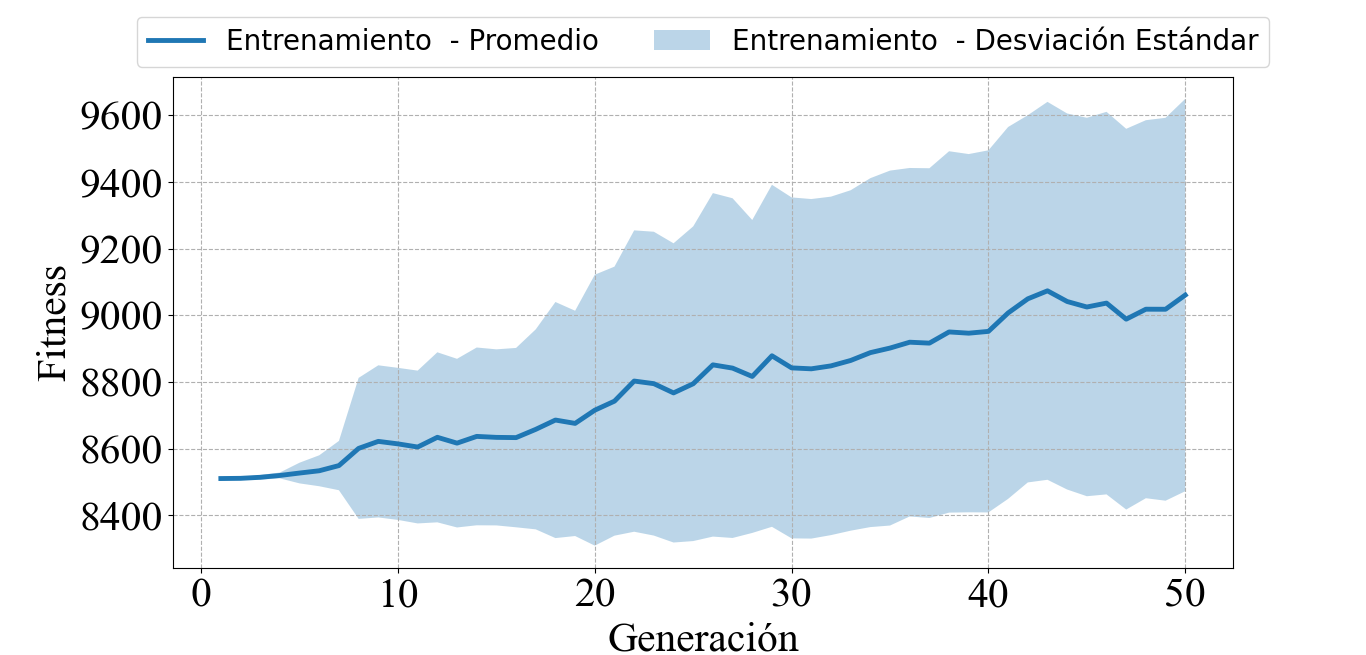 Entrenamiento - Promedio
Entrenamiento - Desviación Estándar
9600
9400
9200
9000
8800
8600
8400
Fitness
0 10 20 30 40 50
Generación